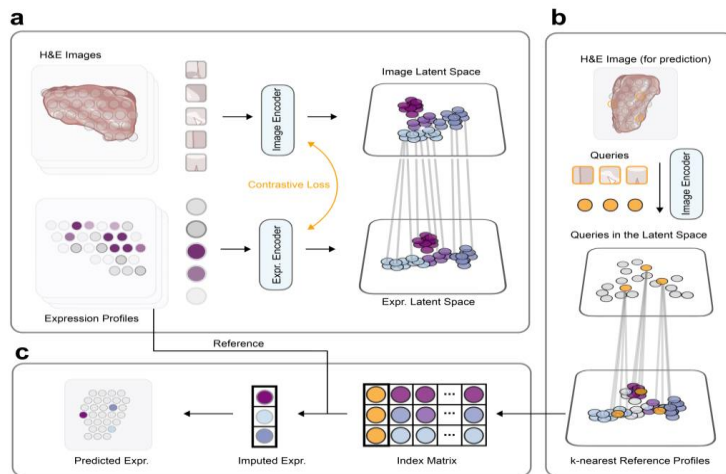 a
H&E Images
Image Encoder
Image Latent Space
Contrastive Loss
Expr. Encoder
Expr. Latent Space
Expression Profiles
b
H&E Image (for prediction)
Queries
Image Encoder
Queries in the Latent Space
k-nearest Reference Profiles
c
Reference
...
...
...
Predicted Expr.
Imputed Expr.
Index Matrix